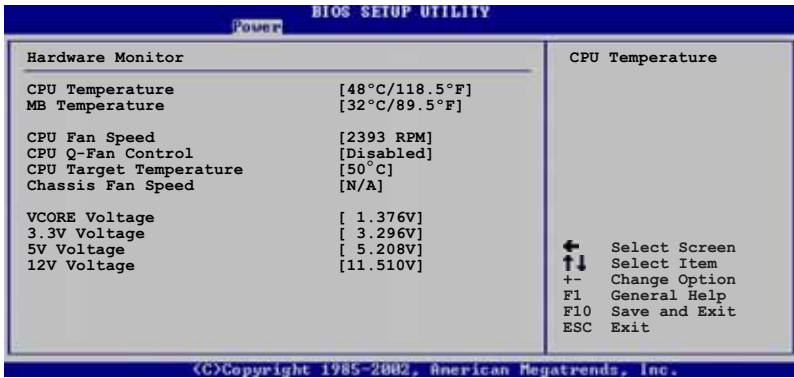 BIOS SETUP UTILITY
Power
Hardware Monitor
CPU Temperature [48°C/118.5°F]
MB Temperature [32°C/89.5°F]
CPU Fan Speed [2393 RPM]
CPU Q-Fan Control [Disabled]
CPU Target Temperature [50°C]
Chassis Fan Speed [N/A]
VCORE Voltage [ 1.376V]
3.3V Voltage [ 3.296V]
5V Voltage [ 5.208V]
12V Voltage [11.510V]
CPU Temperature
← Select Screen
↑↓ Select Item
+- Change Option
F1 General Help
F10 Save and Exit
ESC Exit
(C)Copyright 1985-2002, American Megatrends, Inc.